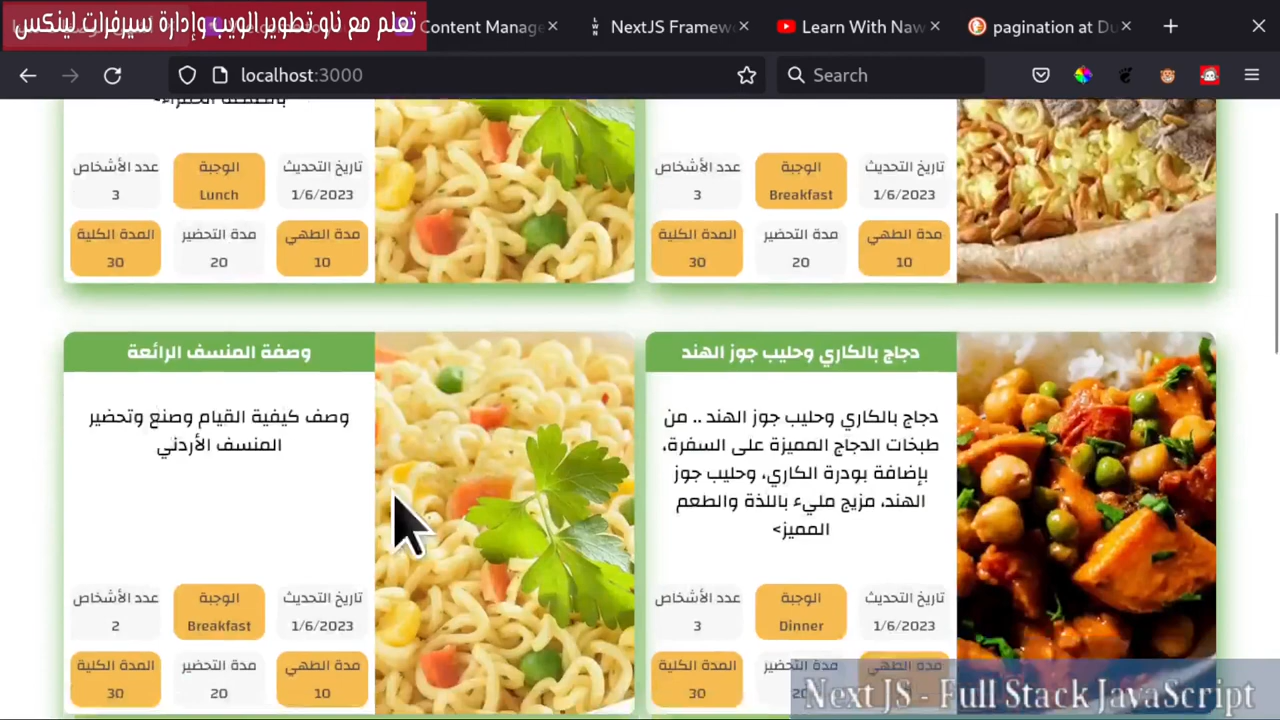 تعلم مع ناو تطوير الويب وإدارة سيرفرات لينكس
Content Manage
NextJS Framew
Learn With Naw
pagination at Du
localhost:3000
Search
عدد الأشخاص
3
الوجبة
Breakfast
تاريخ التحديث
1/6/2023
المدة الكلية
30
مدة التحضير
20
مدة الطهي
10
عدد الأشخاص
3
الوجبة
Lunch
تاريخ التحديث
1/6/2023
المدة الكلية
30
مدة التحضير
20
مدة الطهي
10
دجاج بالكاري وحليب جوز الهند
دجاج بالكاري وحليب جوز الهند .. من
طبخات الدجاج المميزة على السفرة،
بإضافة بودرة الكاري، وحليب جوز
الهند، مزيج مليء باللذة والطعم
المميز>
تاريخ التحديث
1/6/2023
الوجبة
Dinner
عدد الأشخاص
3
مدة الطهي
مدة التحضير
20
المدة الكلية
30
وصفة المنسف الرائعة
وصف كيفية القيام وصنع وتحضير
المنسف الأردني
تاريخ التحديث
1/6/2023
الوجبة
Breakfast
عدد الأشخاص
2
مدة الطهي
10
مدة التحضير
20
المدة الكلية
30
Next JS - Full Stack JavaScript